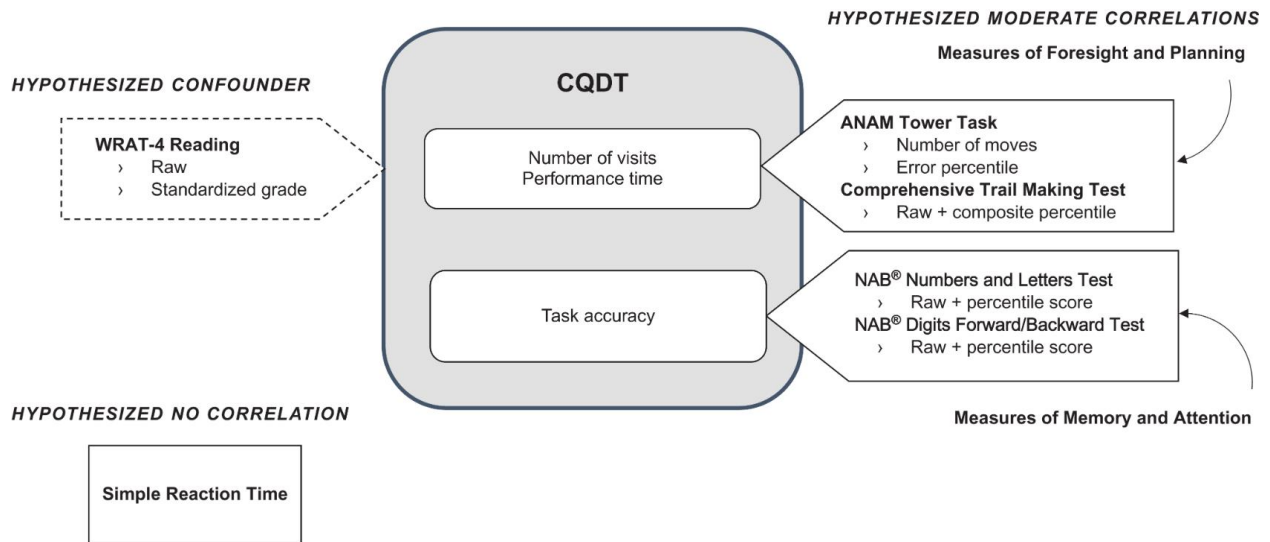 HYPOTHESIZED MODERATE CORRELATIONS
Measures of Foresight and Planning
HYPOTHESIZED CONFOUNDER
WRAT-4 Reading
› Raw
› Standardized grade
CQDT
Number of visits
Performance time
Task accuracy
ANAM Tower Task
› Number of moves
› Error percentile
Comprehensive Trail Making Test
› Raw + composite percentile
NAB® Numbers and Letters Test
› Raw + percentile score
NAB® Digits Forward/Backward Test
› Raw + percentile score
Measures of Memory and Attention
HYPOTHESIZED NO CORRELATION
Simple Reaction Time